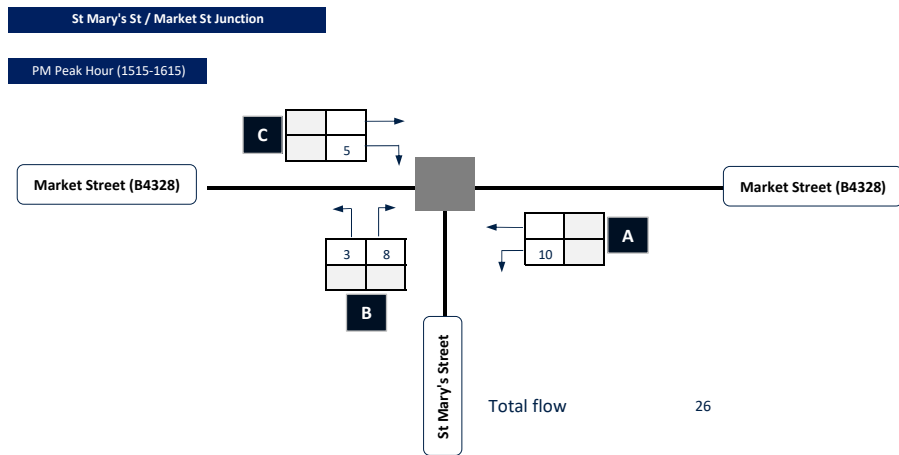 St Mary's St / Market St Junction
PM Peak Hour (1515-1615)
C
5
Market Street (B4328)
Market Street (B4328)
A
10
3 8
B
St Mary's Street
Total flow 26